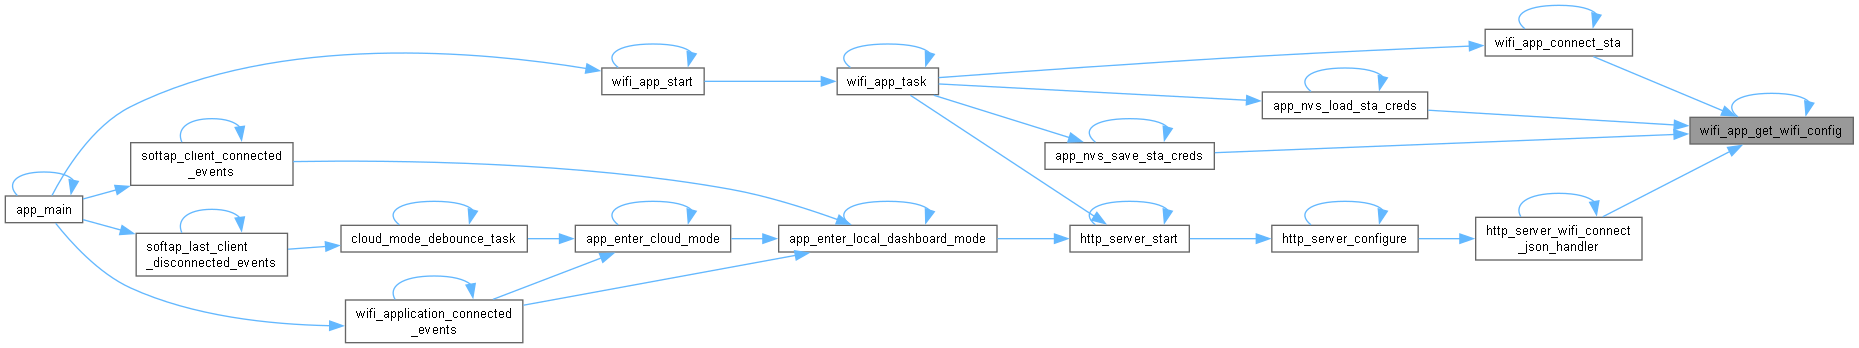 wifi_app_connect_sta
wifi_app_start
wifi_app_task
app_nvs_load_sta_creds
wifi_app_get_wifi_config
softap_client_connected
_events
app_nvs_save_sta_creds
app_main
softap_last_client
_disconnected_events
cloud_mode_debounce_task
app_enter_cloud_mode
app_enter_local_dashboard_mode
http_server_start
http_server_configure
http_server_wifi_connect
_json_handler
wifi_application_connected
_events